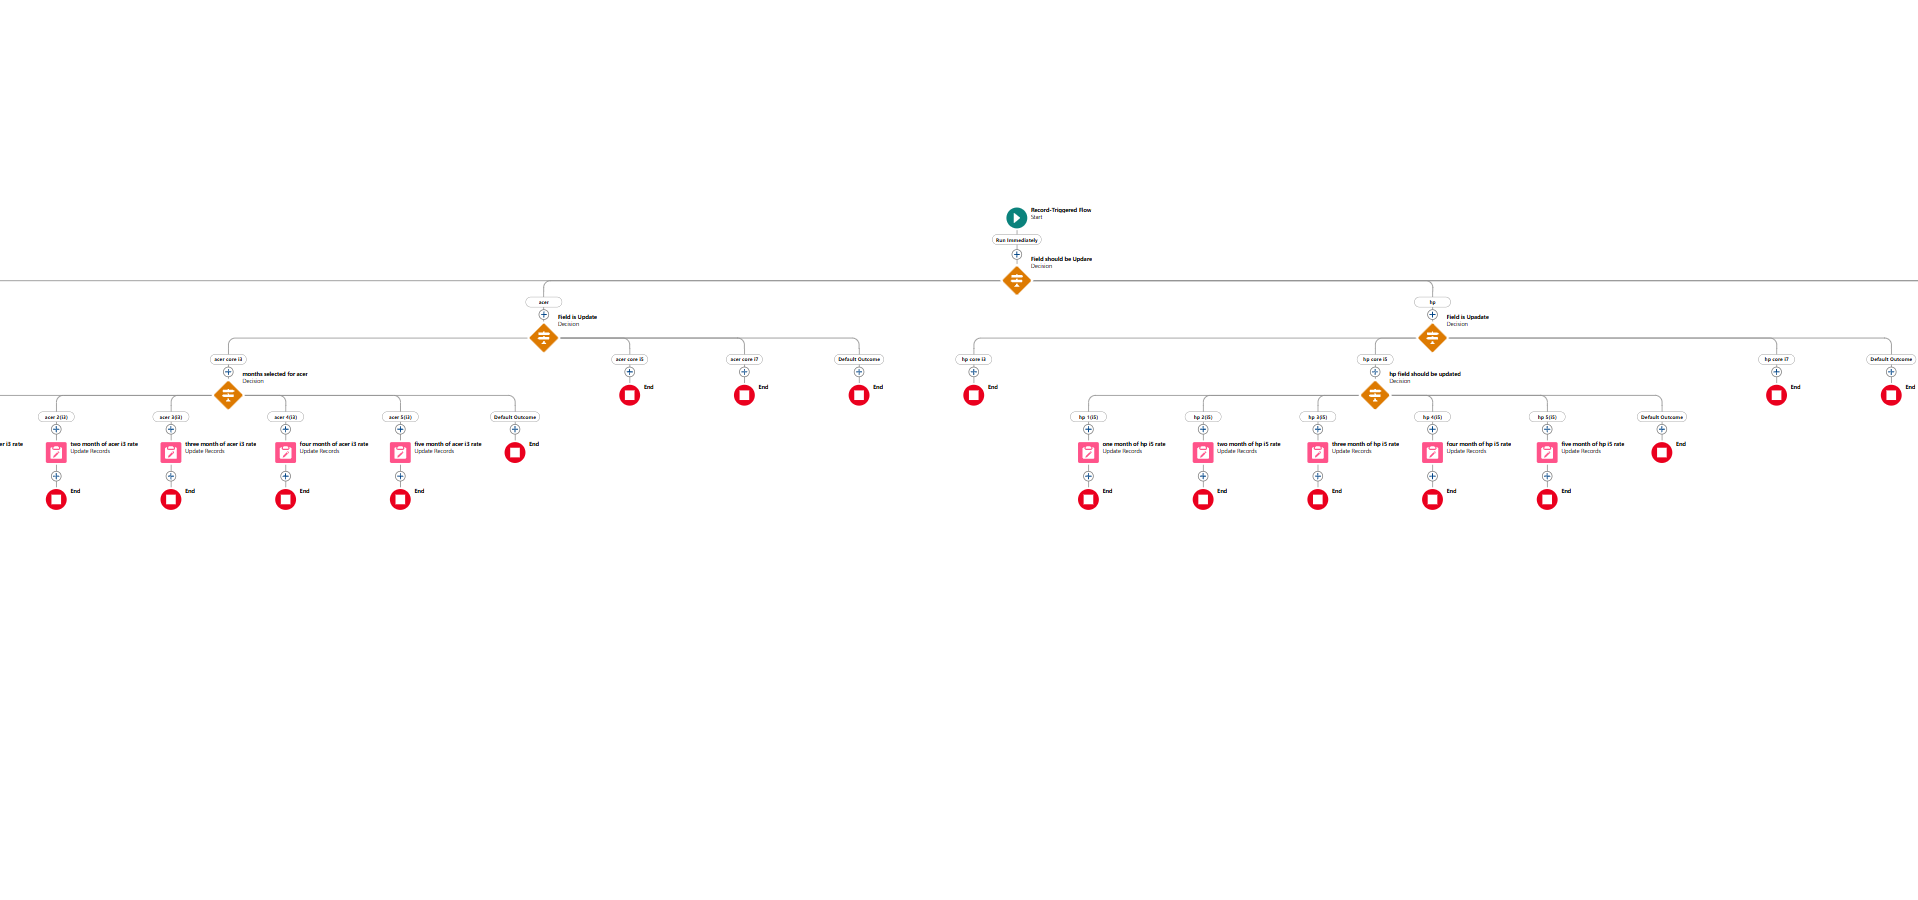 Record-Triggered Flow
Start
Run Immediately
Field should be Updare
Decision
acer
hp
Field is Update
Decision
Field is Upadate
Decision
acer core i3
acer core i5
acer core i7
Default Outcome
hp core i3
hp core i5
hp core i7
Default Outcome
months selected for acer
Decision
End
End
End
End
hp field should be updated
Decision
End
End
acer 2(i3)
acer 3(i3)
acer 4(i3)
acer 5(i3)
Default Outcome
hp 1(i5)
hp 2(i5)
hp 3(i5)
hp 4(i5)
hp 5(i5)
Default Outcome
er i3 rate
two month of acer i3 rate
Update Records
three month of acer i3 rate
Update Records
four month of acer i3 rate
Update Records
five month of acer i3 rate
Update Records
End
one month of hp i5 rate
Update Records
two month of hp i5 rate
Update Records
three month of hp i5 rate
Update Records
four month of hp i5 rate
Update Records
five month of hp i5 rate
Update Records
End
End
End
End
End
End
End
End
End
End